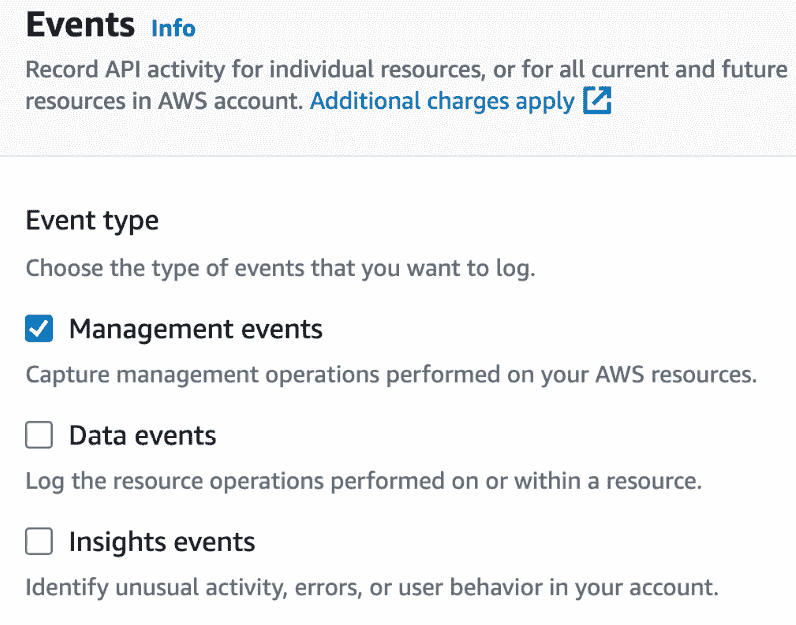 Events Info
Record API activity for individual resources, or for all current and future
resources in AWS account. Additional charges apply
Event type
Choose the type of events that you want to log.
Management events
Capture management operations performed on your AWS resources.
Data events
Log the resource operations performed on or within a resource.
Insights events
Identify unusual activity, errors, or user behavior in your account.